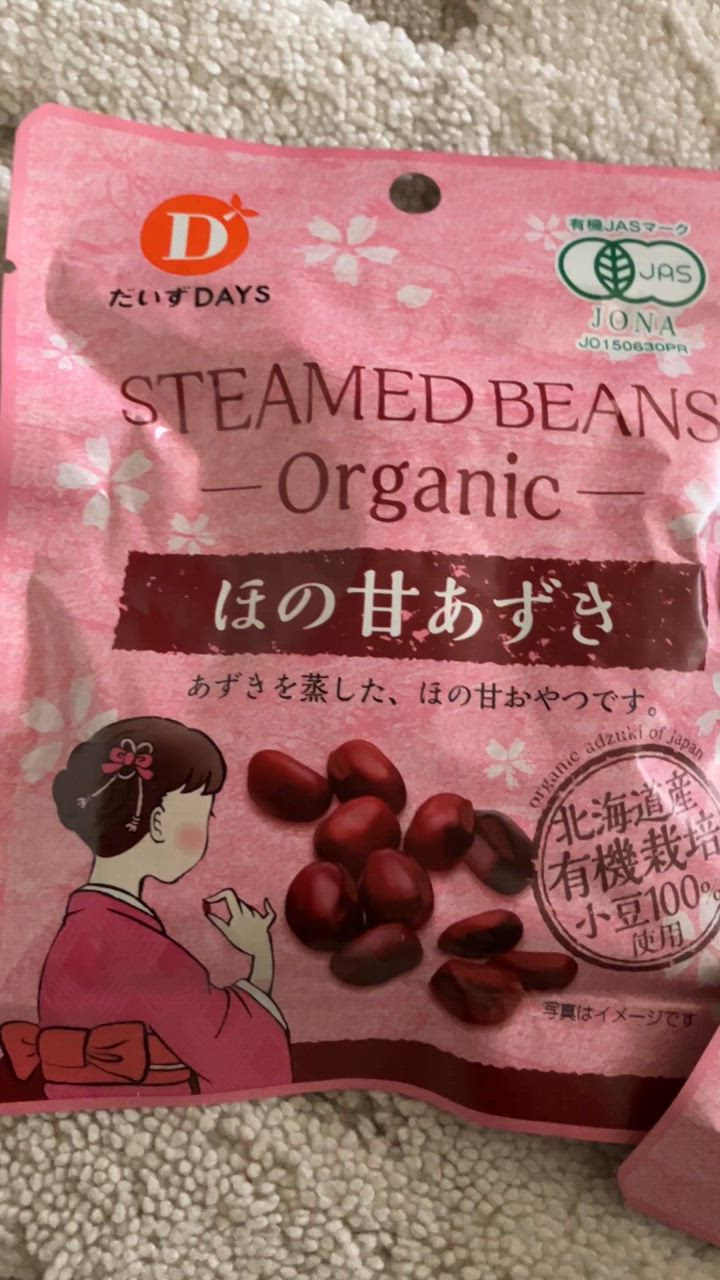 D
だいずDAYS
有機JASマーク
JAS
JONA
JO150630PR
STEAMED BEANS
Organic
ほの甘あずき
あずきを蒸した、ほの甘おやつです。
organic adzuki of japan
北海道産
有機栽培
小豆100%
使用
写真はイメージです